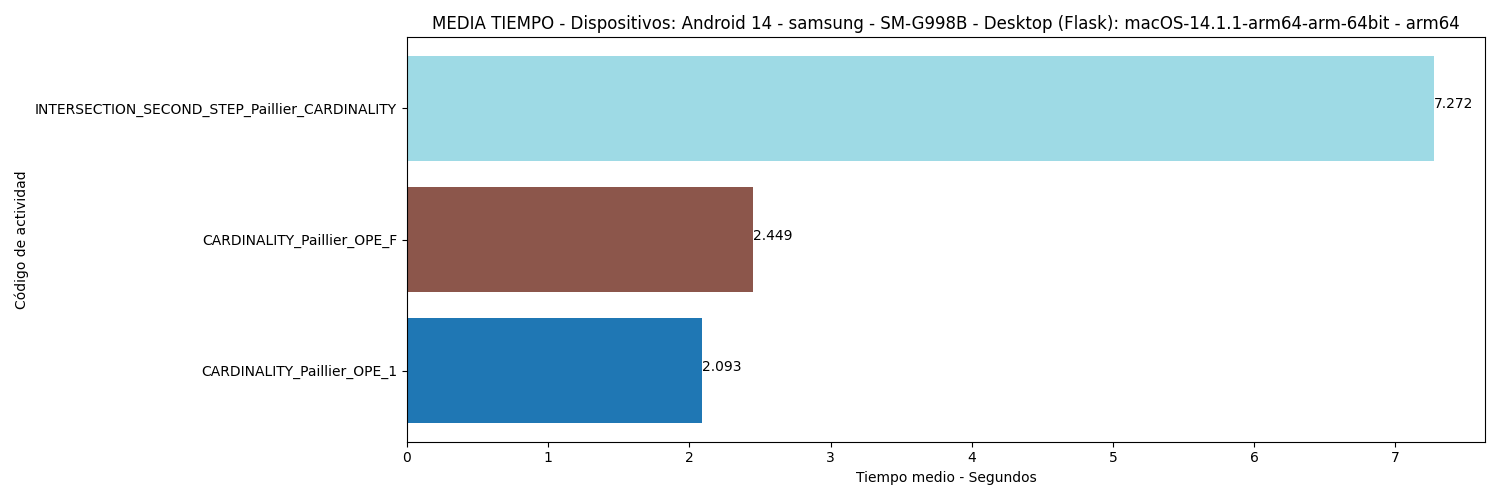 MEDIA TIEMPO - Dispositivos: Android 14 - samsung - SM-G998B - Desktop (Flask): macOS-14.1.1-arm64-arm-64bit - arm64
INTERSECTION_SECOND_STEP_Paillier_CARDINALITY
7.272
CARDINALITY_Paillier_OPE_F
2.449
CARDINALITY_Paillier_OPE_1
2.093
Código de actividad
0 1 2 3 4 5 6 7
Tiempo medio - Segundos